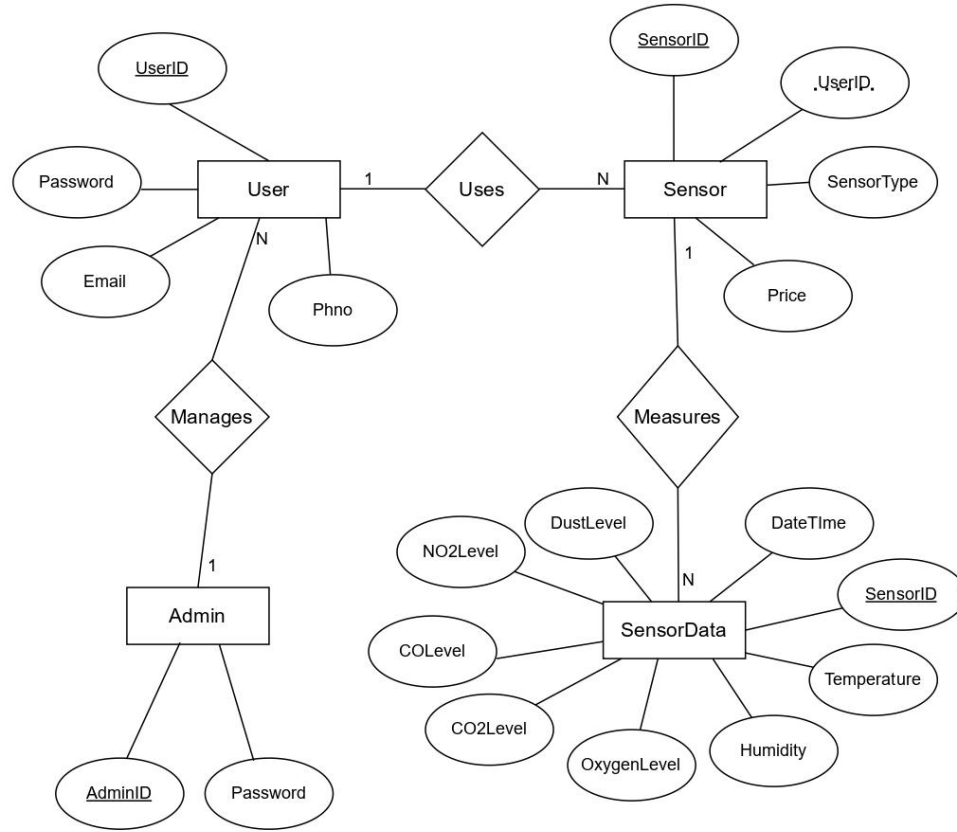 SensorID
UserID
UserID
Password
User
1
Uses
N
Sensor
SensorType
N
1
Email
Phno
Price
Manages
Measures
DustLevel
DateTIme
NO2Level
1
N
SensorID
Admin
SensorData
COLevel
Temperature
CO2Level
Humidity
OxygenLevel
AdminID
Password